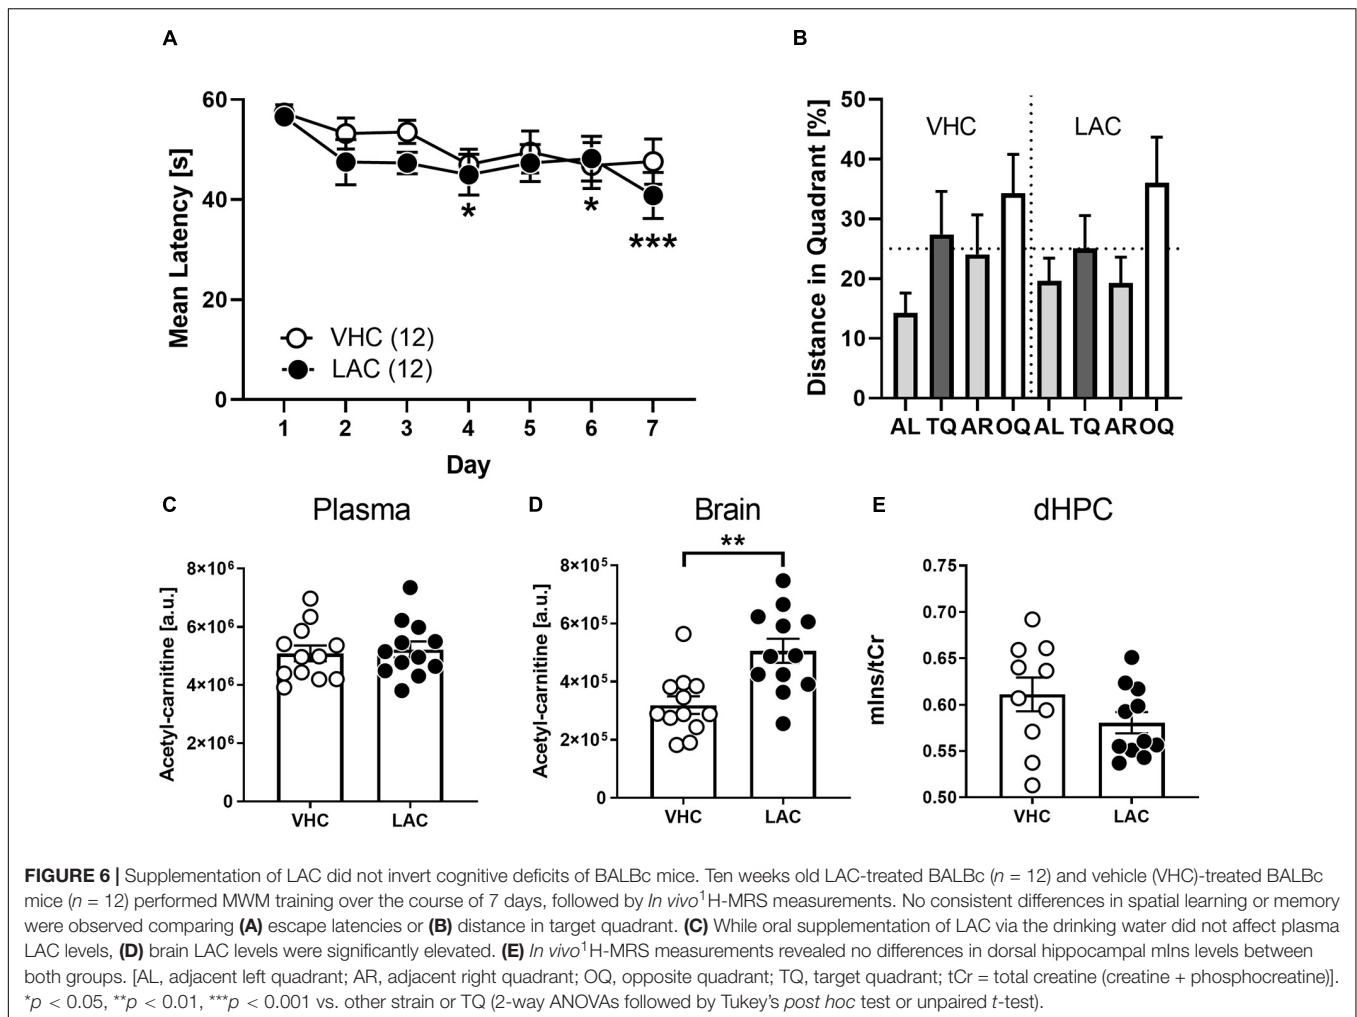 A
Mean Latency [s]
60
40
20
0
VHC (12)
LAC (12)
*
*
***
1 2 3 4 5 6 7
Day
B
Distance in Quadrant [%]
50
40
30
20
10
0
VHC LAC
AL TQ AR OQ AL TQ AR OQ
C
Plasma
Acetyl-carnitine [a.u.]
8×10⁶
6×10⁶
4×10⁶
2×10⁶
0
VHC LAC
D
Brain
**
Acetyl-carnitine [a.u.]
8×10⁵
6×10⁵
4×10⁵
2×10⁵
0
VHC LAC
E
dHPC
mIns/tCr
0.75
0.70
0.65
0.60
0.55
0.50
VHC LAC
FIGURE 6 | Supplementation of LAC did not invert cognitive deficits of BALBc mice. Ten weeks old LAC-treated BALBc (n = 12) and vehicle (VHC)-treated BALBc
mice (n = 12) performed MWM training over the course of 7 days, followed by In vivo¹H-MRS measurements. No consistent differences in spatial learning or memory
were observed comparing (A) escape latencies or (B) distance in target quadrant. (C) While oral supplementation of LAC via the drinking water did not affect plasma
LAC levels, (D) brain LAC levels were significantly elevated. (E) In vivo¹H-MRS measurements revealed no differences in dorsal hippocampal mIns levels between
both groups. [AL, adjacent left quadrant; AR, adjacent right quadrant; OQ, opposite quadrant; TQ, target quadrant; tCr = total creatine (creatine + phosphocreatine)].
*p < 0.05, **p < 0.01, ***p < 0.001 vs. other strain or TQ (2-way ANOVAs followed by Tukey's post hoc test or unpaired t-test).